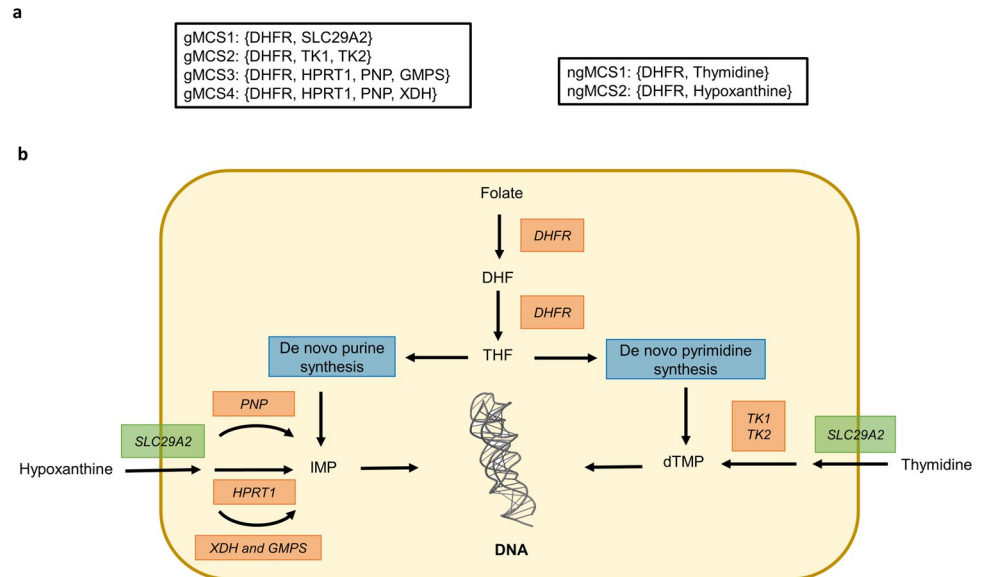 a
gMCS1: {DHFR, SLC29A2}
gMCS2: {DHFR, TK1, TK2}
gMCS3: {DHFR, HPRT1, PNP, GMPS}
gMCS4: {DHFR, HPRT1, PNP, XDH}
ngMCS1: {DHFR, Thymidine}
ngMCS2: {DHFR, Hypoxanthine}
b
Folate
DHFR
DHF
DHFR
THF
De novo purine
synthesis
De novo pyrimidine
synthesis
PNP
TK1
TK2
SLC29A2
SLC29A2
Hypoxanthine
IMP
dTMP
Thymidine
HPRT1
XDH and GMPS
DNA